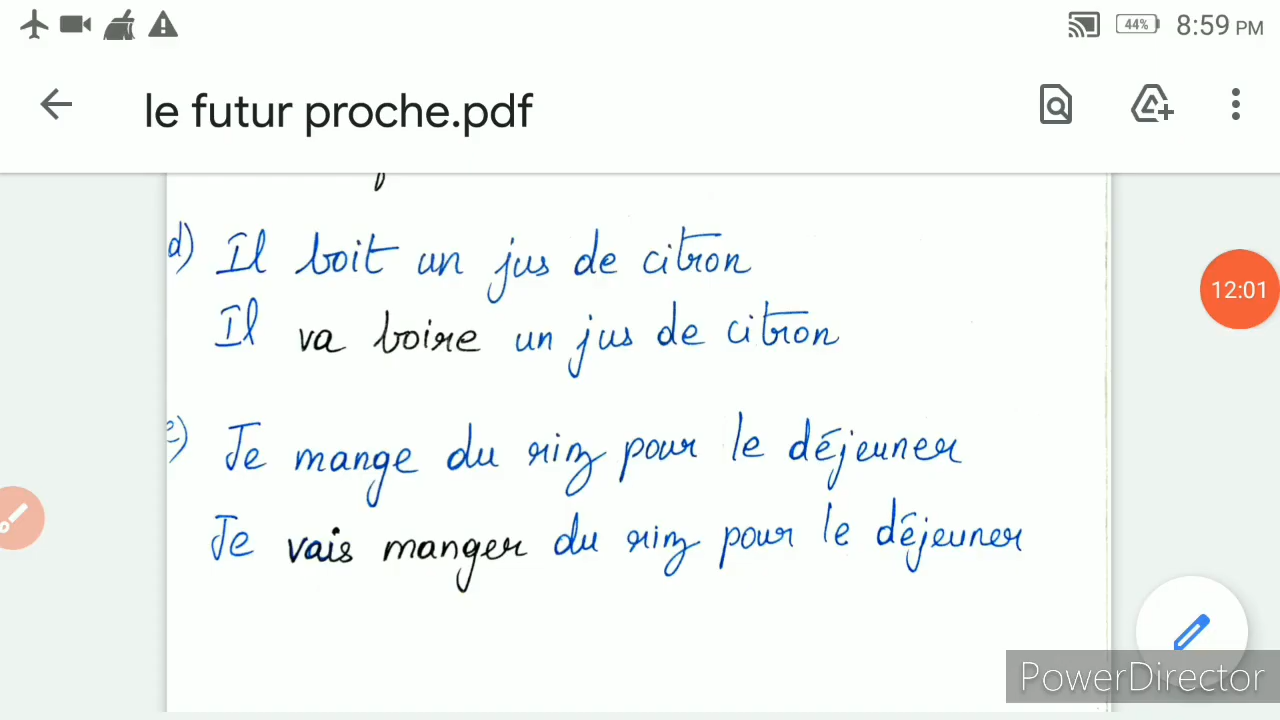 44% 8:59 PM
le futur proche.pdf
d) Il boit un jus de citron
12:01
Il va boire un jus de citron
e) Je mange du riz pour le déjeuner
Je vais manger du riz pour le déjeuner
PowerDirector